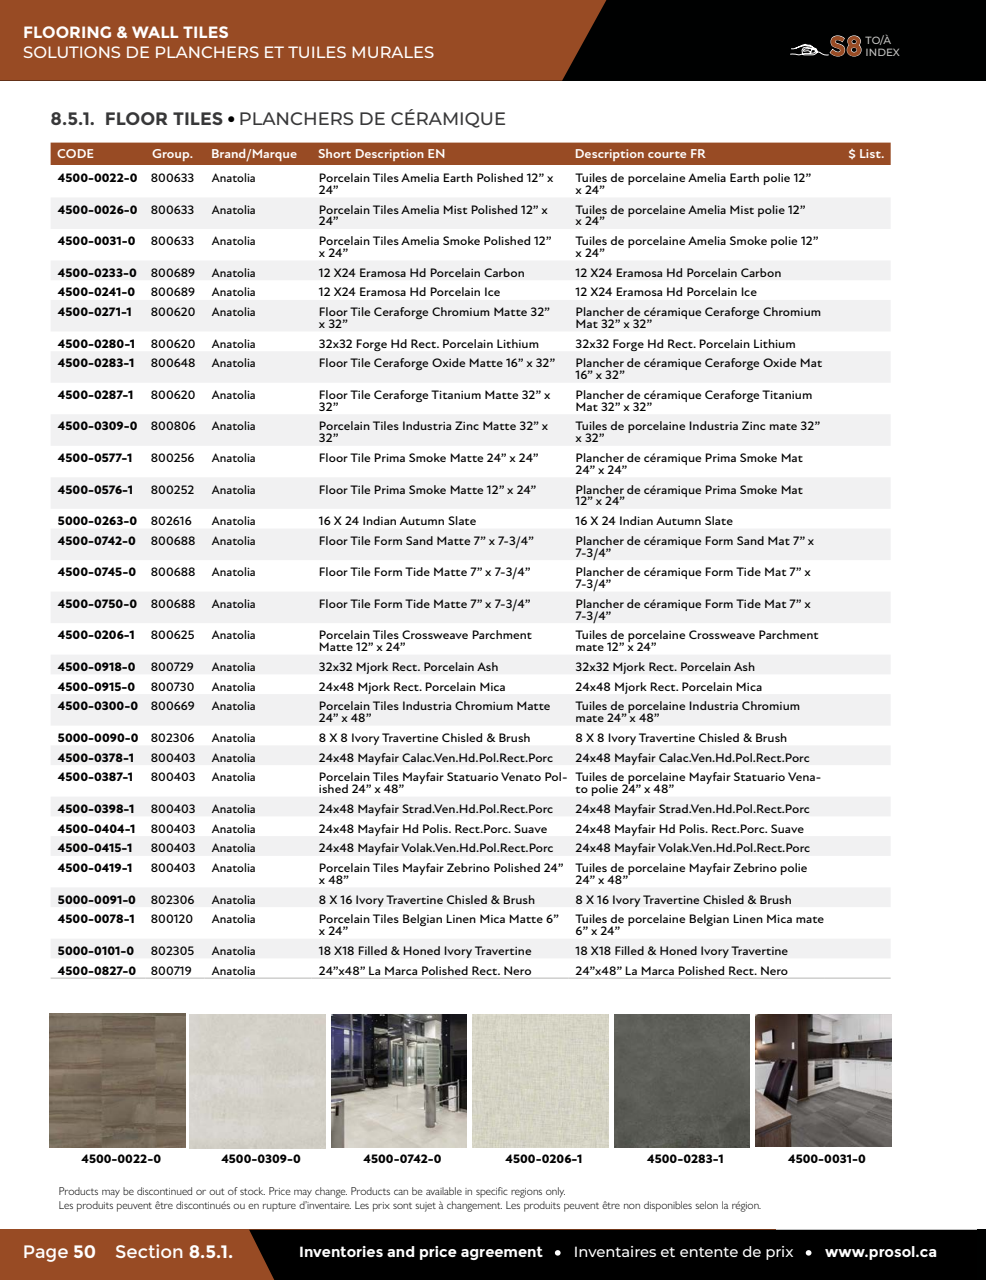 FLOORING & WALL TILES
SOLUTIONS DE PLANCHERS ET TUILES MURALES
S8 TO/À
INDEX
8.5.1. FLOOR TILES • PLANCHERS DE CÉRAMIQUE
CODE Group. Brand/Marque Short Description EN Description courte FR $ List.
4500-0022-0 800633 Anatolia Porcelain Tiles Amelia Earth Polished 12” x Tuiles de porcelaine Amelia Earth polie 12”
24” x 24”
4500-0026-0 800633 Anatolia Porcelain Tiles Amelia Mist Polished 12” x Tuiles de porcelaine Amelia Mist polie 12”
24” x 24”
4500-0031-0 800633 Anatolia Porcelain Tiles Amelia Smoke Polished 12” Tuiles de porcelaine Amelia Smoke polie 12”
x 24” x 24”
4500-0233-0 800689 Anatolia 12 X24 Eramosa Hd Porcelain Carbon 12 X24 Eramosa Hd Porcelain Carbon
4500-0241-0 800689 Anatolia 12 X24 Eramosa Hd Porcelain Ice 12 X24 Eramosa Hd Porcelain Ice
4500-0271-1 800620 Anatolia Floor Tile Ceraforge Chromium Matte 32” Plancher de céramique Ceraforge Chromium
x 32” Mat 32” x 32”
4500-0280-1 800620 Anatolia 32x32 Forge Hd Rect. Porcelain Lithium 32x32 Forge Hd Rect. Porcelain Lithium
4500-0283-1 800648 Anatolia Floor Tile Ceraforge Oxide Matte 16” x 32” Plancher de céramique Ceraforge Oxide Mat
16” x 32”
4500-0287-1 800620 Anatolia Floor Tile Ceraforge Titanium Matte 32” x Plancher de céramique Ceraforge Titanium
32” Mat 32” x 32”
4500-0309-0 800806 Anatolia Porcelain Tiles Industria Zinc Matte 32” x Tuiles de porcelaine Industria Zinc mate 32”
32” x 32”
4500-0577-1 800256 Anatolia Floor Tile Prima Smoke Matte 24” x 24” Plancher de céramique Prima Smoke Mat
24” x 24”
4500-0576-1 800252 Anatolia Floor Tile Prima Smoke Matte 12” x 24” Plancher de céramique Prima Smoke Mat
12” x 24”
5000-0263-0 802616 Anatolia 16 X 24 Indian Autumn Slate 16 X 24 Indian Autumn Slate
4500-0742-0 800688 Anatolia Floor Tile Form Sand Matte 7” x 7-3/4” Plancher de céramique Form Sand Mat 7” x
7-3/4”
4500-0745-0 800688 Anatolia Floor Tile Form Tide Matte 7” x 7-3/4” Plancher de céramique Form Tide Mat 7” x
7-3/4”
4500-0750-0 800688 Anatolia Floor Tile Form Tide Matte 7” x 7-3/4” Plancher de céramique Form Tide Mat 7” x
7-3/4”
4500-0206-1 800625 Anatolia Porcelain Tiles Crossweave Parchment Tuiles de porcelaine Crossweave Parchment
Matte 12” x 24” mate 12” x 24”
4500-0918-0 800729 Anatolia 32x32 Mjork Rect. Porcelain Ash 32x32 Mjork Rect. Porcelain Ash
4500-0915-0 800730 Anatolia 24x48 Mjork Rect. Porcelain Mica 24x48 Mjork Rect. Porcelain Mica
4500-0300-0 800669 Anatolia Porcelain Tiles Industria Chromium Matte Tuiles de porcelaine Industria Chromium
24” x 48” mate 24” x 48”
5000-0090-0 802306 Anatolia 8 X 8 Ivory Travertine Chisled & Brush 8 X 8 Ivory Travertine Chisled & Brush
4500-0378-1 800403 Anatolia 24x48 Mayfair Calac.Ven.Hd.Pol.Rect.Porc 24x48 Mayfair Calac.Ven.Hd.Pol.Rect.Porc
4500-0387-1 800403 Anatolia Porcelain Tiles Mayfair Statuario Venato Pol- Tuiles de porcelaine Mayfair Statuario Vena-
ished 24” x 48” to polie 24” x 48”
4500-0398-1 800403 Anatolia 24x48 Mayfair Strad.Ven.Hd.Pol.Rect.Porc 24x48 Mayfair Strad.Ven.Hd.Pol.Rect.Porc
4500-0404-1 800403 Anatolia 24x48 Mayfair Hd Polis. Rect.Porc. Suave 24x48 Mayfair Hd Polis. Rect.Porc. Suave
4500-0415-1 800403 Anatolia 24x48 Mayfair Volak.Ven.Hd.Pol.Rect.Porc 24x48 Mayfair Volak.Ven.Hd.Pol.Rect.Porc
4500-0419-1 800403 Anatolia Porcelain Tiles Mayfair Zebrino Polished 24” Tuiles de porcelaine Mayfair Zebrino polie
x 48” 24” x 48”
5000-0091-0 802306 Anatolia 8 X 16 Ivory Travertine Chisled & Brush 8 X 16 Ivory Travertine Chisled & Brush
4500-0078-1 800120 Anatolia Porcelain Tiles Belgian Linen Mica Matte 6” Tuiles de porcelaine Belgian Linen Mica mate
x 24” 6” x 24”
5000-0101-0 802305 Anatolia 18 X18 Filled & Honed Ivory Travertine 18 X18 Filled & Honed Ivory Travertine
4500-0827-0 800719 Anatolia 24”x48” La Marca Polished Rect. Nero 24”x48” La Marca Polished Rect. Nero
4500-0022-0 4500-0309-0 4500-0742-0 4500-0206-1 4500-0283-1 4500-0031-0
Products may be discontinued or out of stock. Price may change. Products can be available in specific regions only.
Les produits peuvent être discontinués ou en rupture d’inventaire. Les prix sont sujet à changement. Les produits peuvent être non disponibles selon la région.
Page 50 Section 8.5.1. Inventories and price agreement • Inventaires et entente de prix • www.prosol.ca